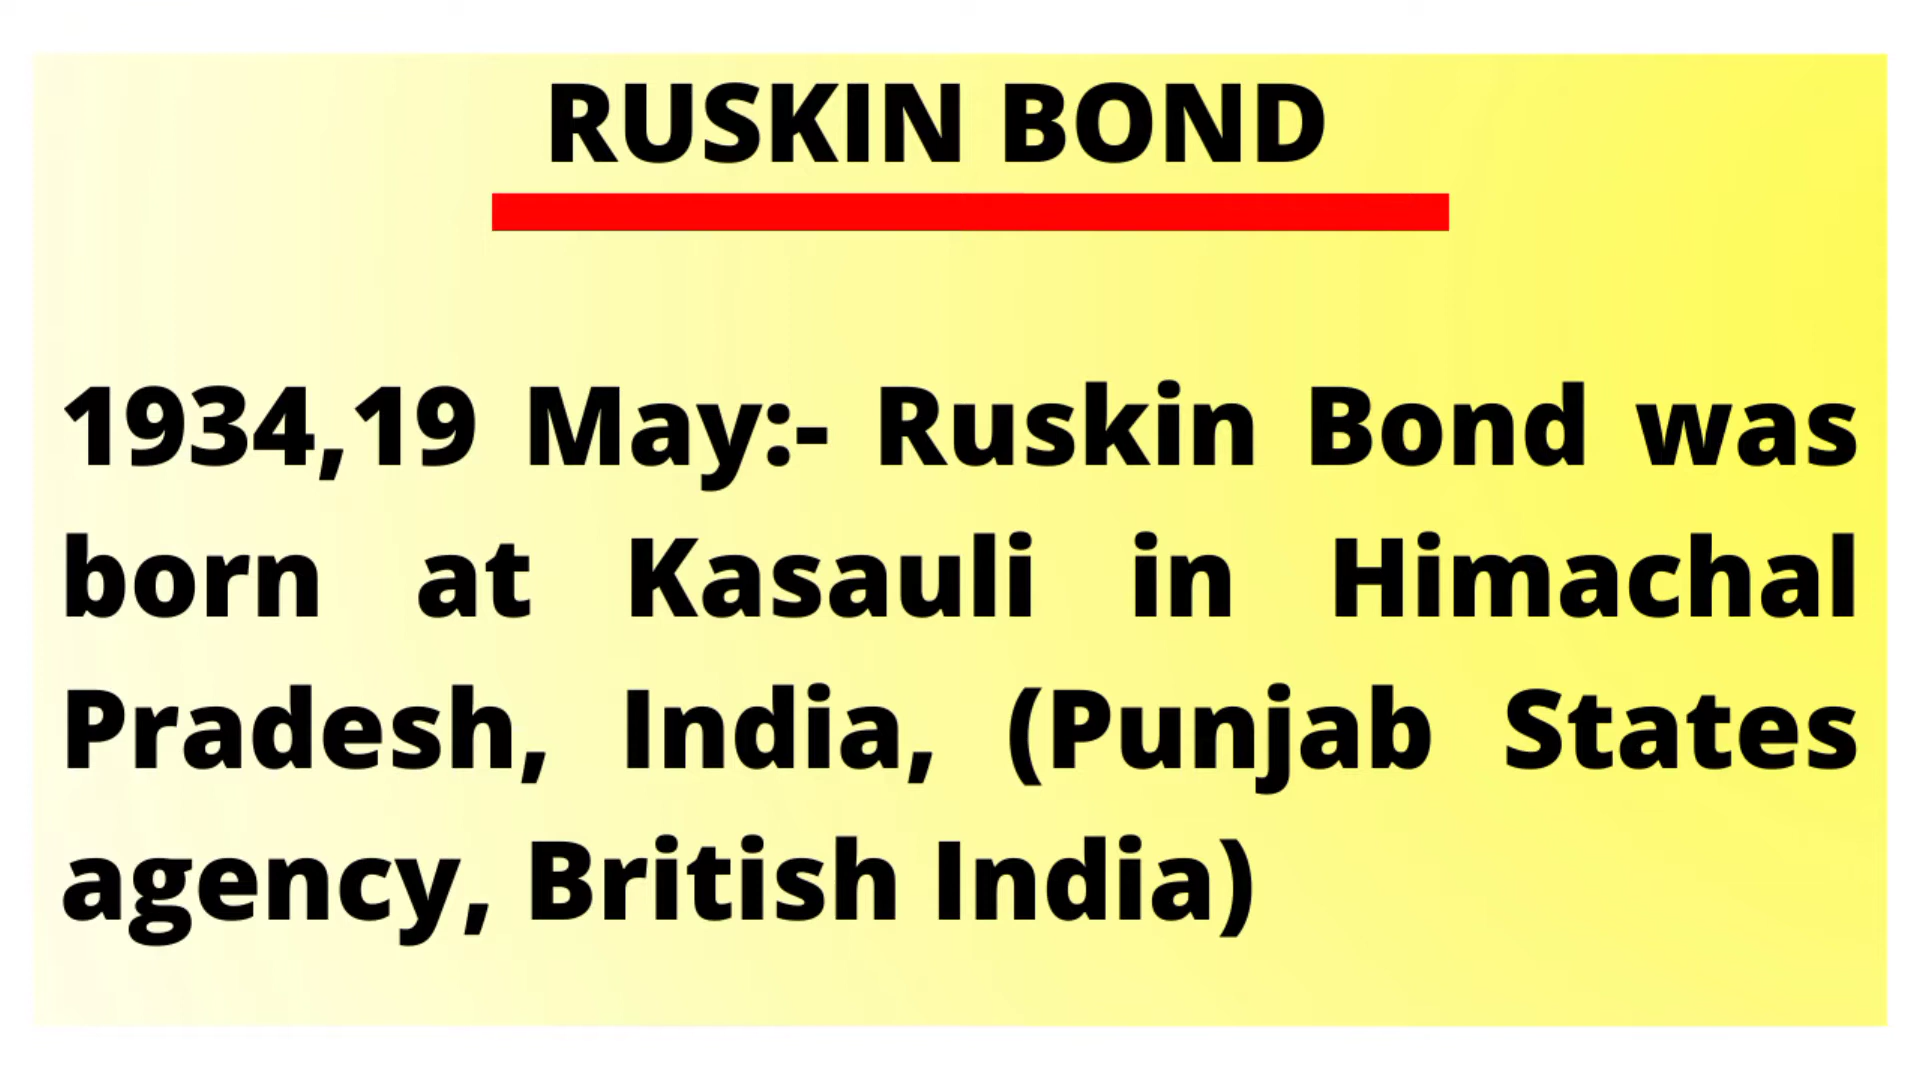 RUSKIN BOND
1934,19 May:- Ruskin Bond was
born at Kasauli in Himachal
Pradesh, India, (Punjab States
agency, British India)